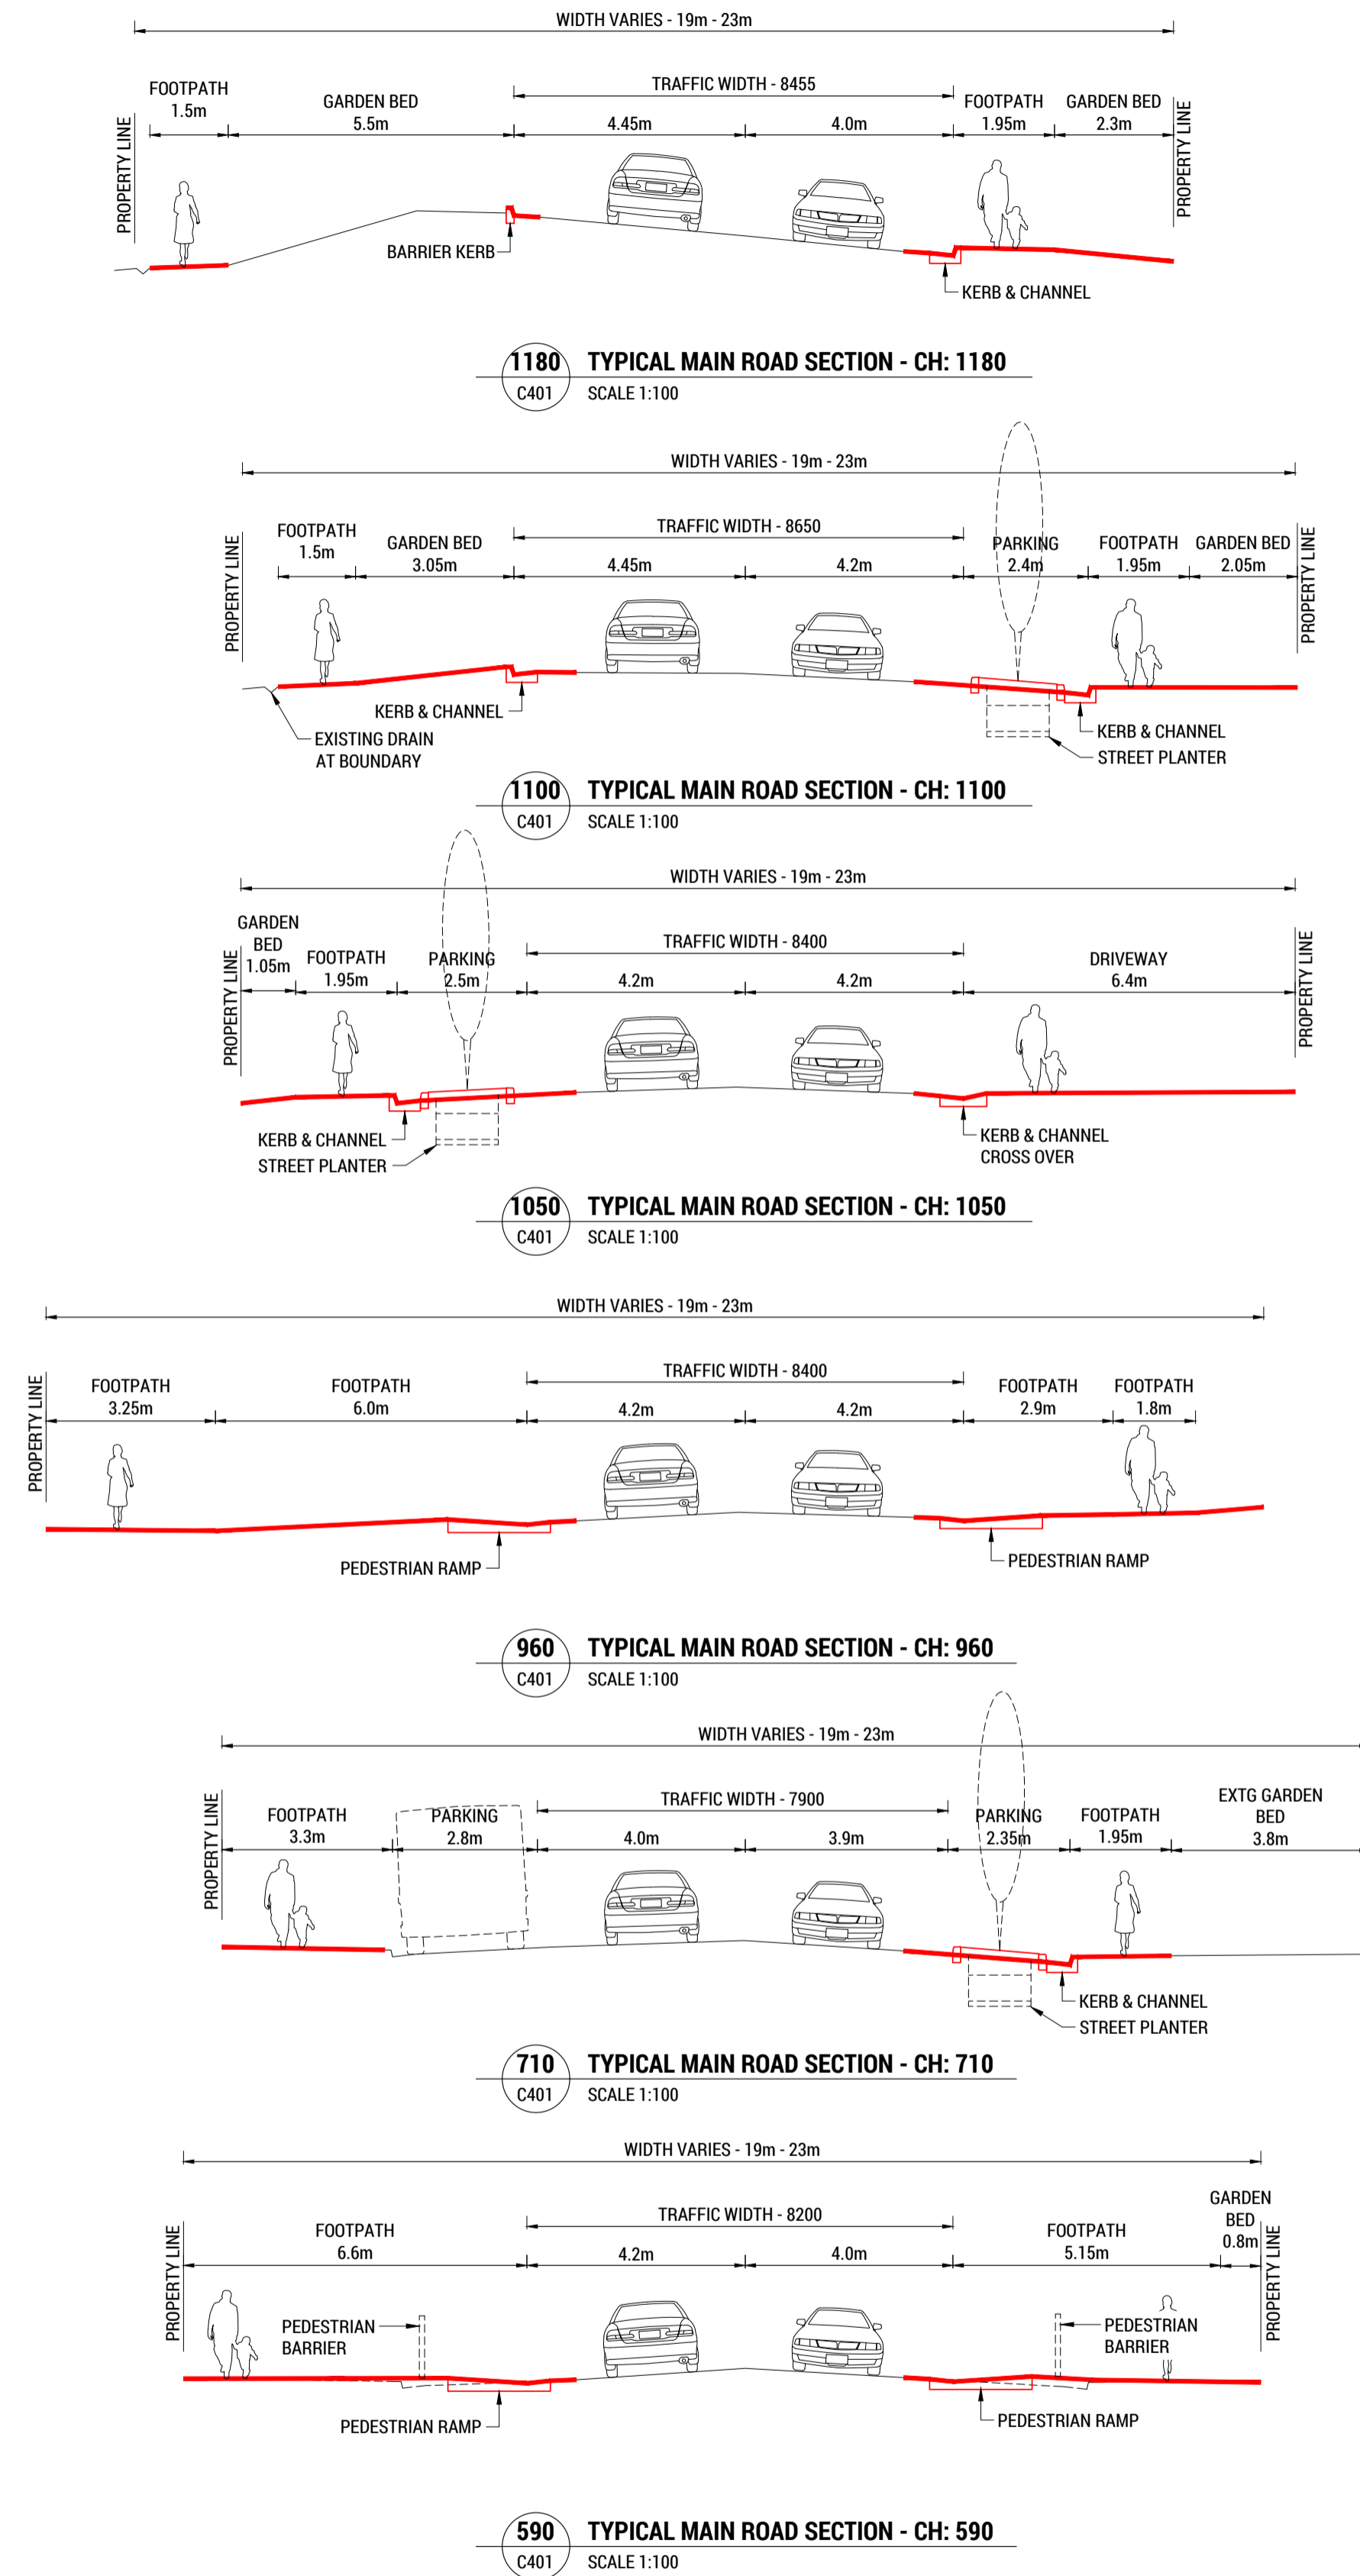 WIDTH VARIES - 19m - 23m
TRAFFIC WIDTH - 8455
FOOTPATH
1.5m
GARDEN BED
5.5m
4.45m
4.0m
FOOTPATH
1.95m
GARDEN BED
2.3m
PROPERTY LINE
PROPERTY LINE
BARRIER KERB
KERB & CHANNEL
1180
C401
TYPICAL MAIN ROAD SECTION - CH: 1180
SCALE 1:100
WIDTH VARIES - 19m - 23m
TRAFFIC WIDTH - 8650
FOOTPATH
1.5m
GARDEN BED
3.05m
4.45m
4.2m
PARKING
2.4m
FOOTPATH
1.95m
GARDEN BED
2.05m
PROPERTY LINE
PROPERTY LINE
KERB & CHANNEL
EXISTING DRAIN
AT BOUNDARY
KERB & CHANNEL
STREET PLANTER
1100
C401
TYPICAL MAIN ROAD SECTION - CH: 1100
SCALE 1:100
WIDTH VARIES - 19m - 23m
TRAFFIC WIDTH - 8400
GARDEN
BED
1.05m
FOOTPATH
1.95m
PARKING
2.5m
4.2m
4.2m
DRIVEWAY
6.4m
PROPERTY LINE
PROPERTY LINE
KERB & CHANNEL
STREET PLANTER
KERB & CHANNEL
CROSS OVER
1050
C401
TYPICAL MAIN ROAD SECTION - CH: 1050
SCALE 1:100
WIDTH VARIES - 19m - 23m
TRAFFIC WIDTH - 8400
FOOTPATH
3.25m
FOOTPATH
6.0m
4.2m
4.2m
FOOTPATH
2.9m
FOOTPATH
1.8m
PROPERTY LINE
PEDESTRIAN RAMP
PEDESTRIAN RAMP
960
C401
TYPICAL MAIN ROAD SECTION - CH: 960
SCALE 1:100
WIDTH VARIES - 19m - 23m
TRAFFIC WIDTH - 7900
FOOTPATH
3.3m
PARKING
2.8m
4.0m
3.9m
PARKING
2.35m
FOOTPATH
1.95m
EXTG GARDEN
BED
3.8m
PROPERTY LINE
KERB & CHANNEL
STREET PLANTER
710
C401
TYPICAL MAIN ROAD SECTION - CH: 710
SCALE 1:100
WIDTH VARIES - 19m - 23m
TRAFFIC WIDTH - 8200
FOOTPATH
6.6m
4.2m
4.0m
FOOTPATH
5.15m
GARDEN
BED
0.8m
PROPERTY LINE
PROPERTY LINE
PEDESTRIAN
BARRIER
PEDESTRIAN
BARRIER
PEDESTRIAN RAMP
PEDESTRIAN RAMP
590
C401
TYPICAL MAIN ROAD SECTION - CH: 590
SCALE 1:100